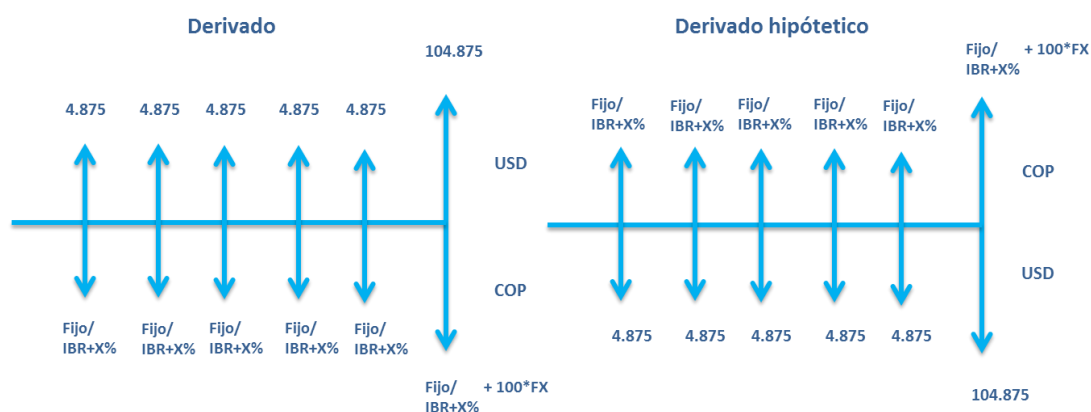 Derivado
104.875
4.875 4.875 4.875 4.875 4.875
USD
COP
Fijo/ Fijo/ Fijo/ Fijo/ Fijo/
IBR+X% IBR+X% IBR+X% IBR+X% IBR+X%
Fijo/ + 100*FX
IBR+X%
Derivado hipótetico
Fijo/ + 100*FX
IBR+X%
Fijo/ Fijo/ Fijo/ Fijo/ Fijo/
IBR+X% IBR+X% IBR+X% IBR+X% IBR+X%
COP
USD
4.875 4.875 4.875 4.875 4.875
104.875